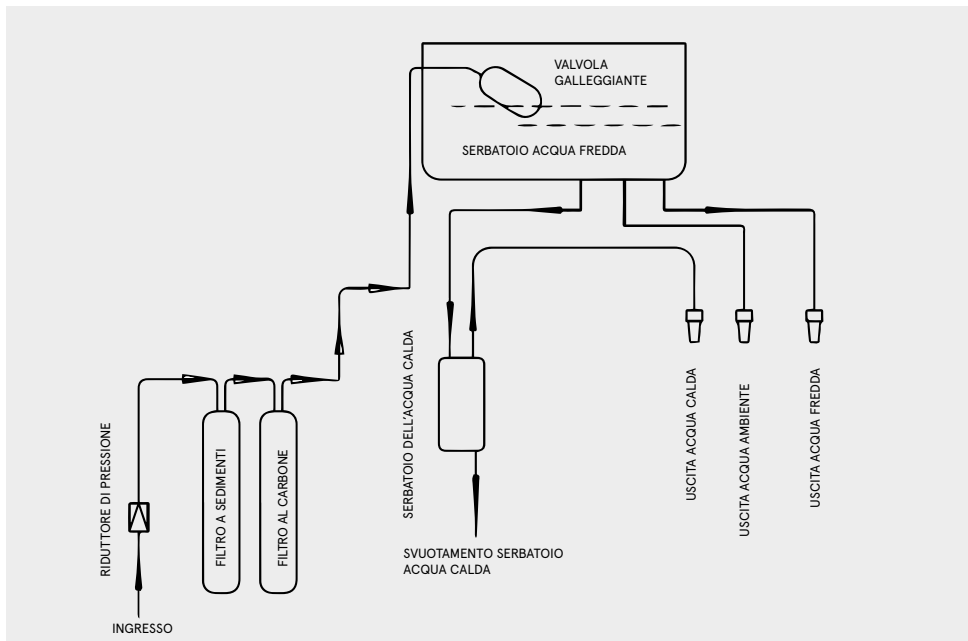 VALVOLA
GALLEGGIANTE
SERBATOIO ACQUA FREDDA
RIDUTTORE DI PRESSIONE
FILTRO A SEDIMENTI
FILTRO AL CARBONE
SERBATOIO DELL'ACQUA CALDA
USCITA ACQUA CALDA
USCITA ACQUA AMBIENTE
USCITA ACQUA FREDDA
SVUOTAMENTO SERBATOIO
ACQUA CALDA
INGRESSO